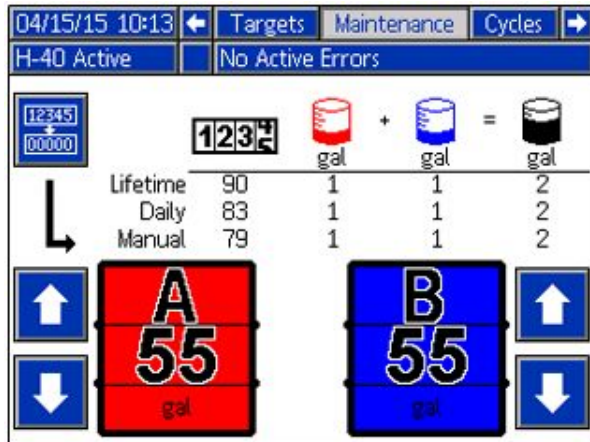 04/15/15 10:13 Targets Maintenance Cycles
H-40 Active No Active Errors
12345
00000
123
+ =
gal gal gal
Lifetime 90 1 1 2
Daily 83 1 1 2
Manual 79 1 1 2
A B
55 55
gal gal